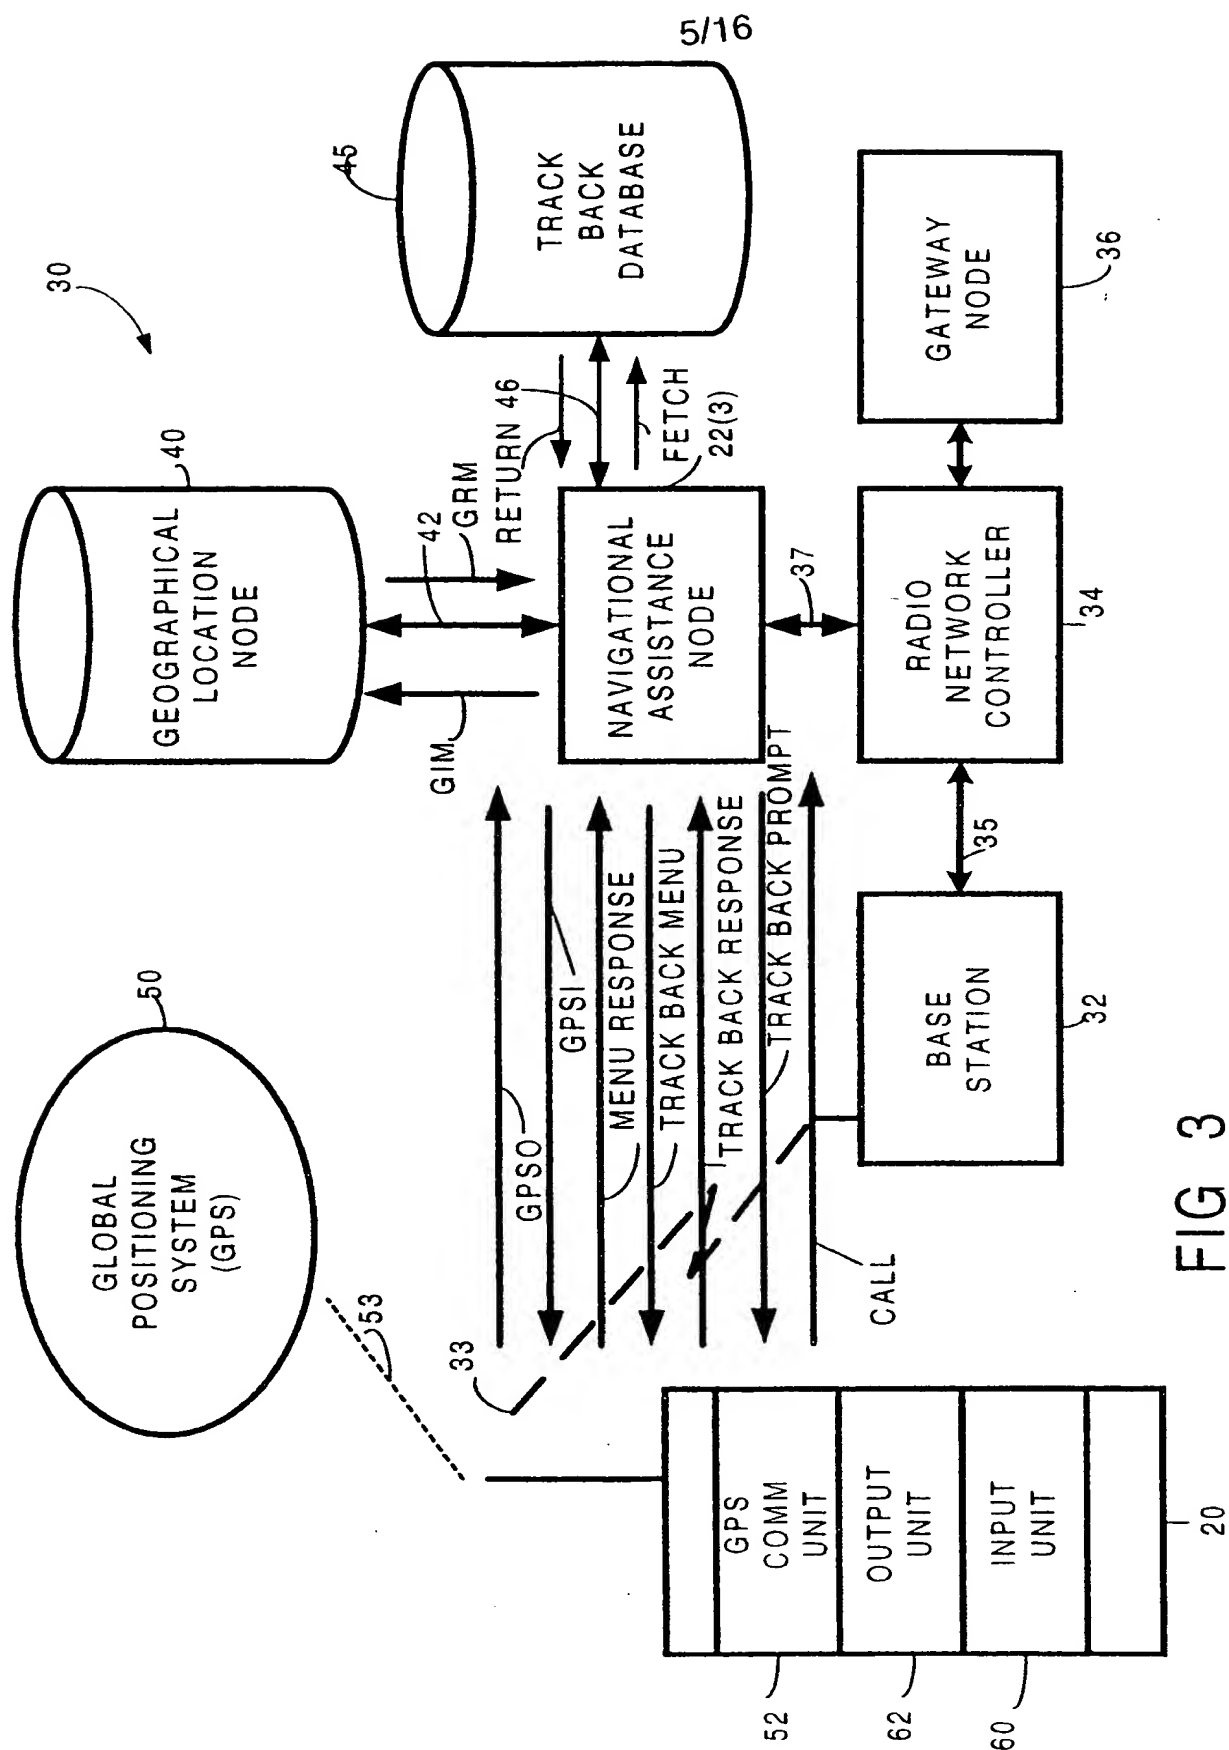 5/16
30
GLOBAL
POSITIONING
SYSTEM
(GPS)
50
53
GEOGRAPHICAL
LOCATION
NODE
40
GIM
42
GRM
RETURN
46
FETCH
TRACK
BACK
DATABASE
45
NAVIGATIONAL
ASSISTANCE
NODE
22(3)
GPSO
GPSI
MENU RESPONSE
TRACK BACK MENU
TRACK BACK RESPONSE
TRACK BACK PROMPT
CALL
33
37
GPS
COMM
UNIT
OUTPUT
UNIT
INPUT
UNIT
52
62
60
20
BASE
STATION
32
35
RADIO
NETWORK
CONTROLLER
34
GATEWAY
NODE
36
FIG 3